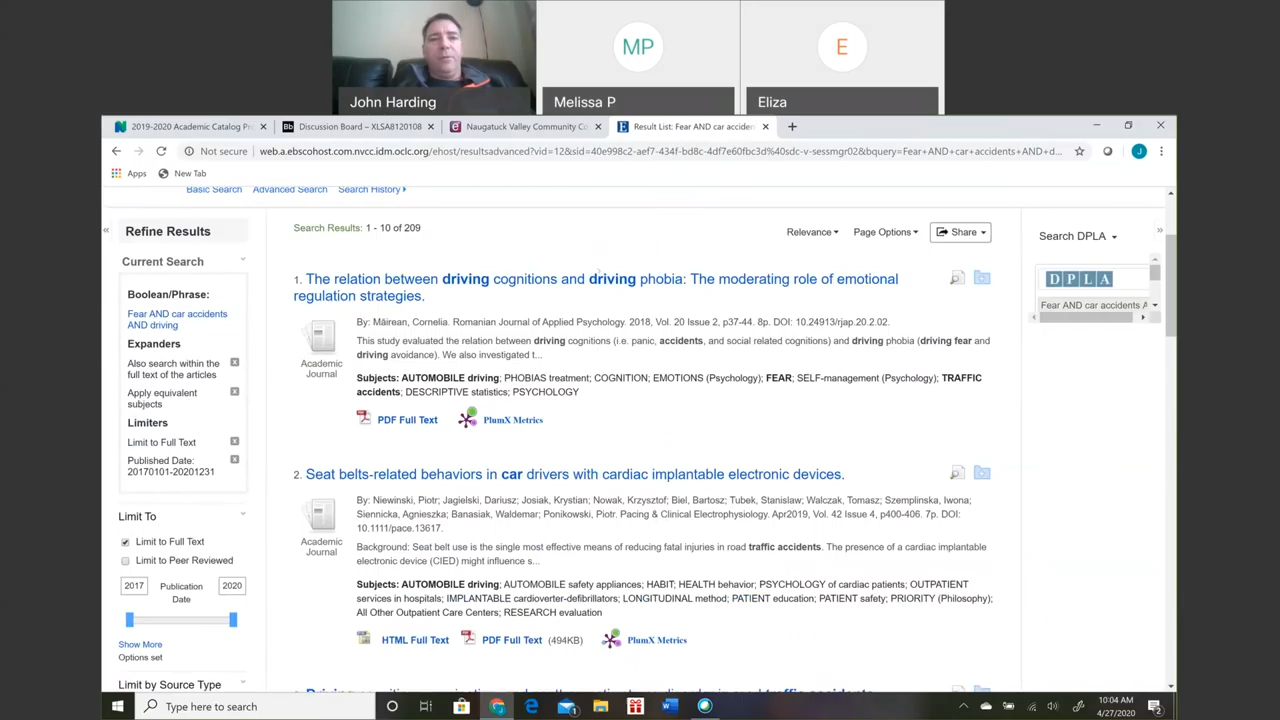 MP
E
John Harding
Melissa P
Eliza
2019-2020 Academic Catalog Pr
Bb Discussion Board – XLSA8120108
Naugatuck Valley Community Co
Result List: Fear AND car acciden
Not secure
web.a.ebscohost.com.nvcc.idm.oclc.org/ehost/resultsadvanced?vid=12&sid=40e998c2-aef7-434f-bd8c-4df7e60fbc3d%40sdc-v-sessmgr02&bquery=Fear+AND+car+accidents+AND+d...
Apps
New Tab
Basic Search Advanced Search Search History
Refine Results
Current Search
Boolean/Phrase:
Fear AND car accidents
AND driving
Expanders
Also search within the
full text of the articles
Apply equivalent
subjects
Limiters
Limit to Full Text
Published Date:
20170101-20201231
Limit To
Limit to Full Text
Limit to Peer Reviewed
2017 Publication 2020
Date
Show More
Options set
Limit by Source Type
Search Results: 1 - 10 of 209
Relevance Page Options Share
1. The relation between driving cognitions and driving phobia: The moderating role of emotional
regulation strategies.
Academic
Journal
By: Măirean, Cornelia. Romanian Journal of Applied Psychology. 2018, Vol. 20 Issue 2, p37-44. 8p. DOI: 10.24913/rjap.20.2.02.
This study evaluated the relation between driving cognitions (i.e. panic, accidents, and social related cognitions) and driving phobia (driving fear and
driving avoidance). We also investigated t...
Subjects: AUTOMOBILE driving; PHOBIAS treatment; COGNITION; EMOTIONS (Psychology); FEAR; SELF-management (Psychology); TRAFFIC
accidents; DESCRIPTIVE statistics; PSYCHOLOGY
PDF Full Text PlumX Metrics
2. Seat belts-related behaviors in car drivers with cardiac implantable electronic devices.
Academic
Journal
By: Niewinski, Piotr; Jagielski, Dariusz; Josiak, Krystian; Nowak, Krzysztof; Biel, Bartosz; Tubek, Stanislaw; Walczak, Tomasz; Szemplinska, Iwona;
Siennicka, Agnieszka; Banasiak, Waldemar; Ponikowski, Piotr. Pacing & Clinical Electrophysiology. Apr2019, Vol. 42 Issue 4, p400-406. 7p. DOI:
10.1111/pace.13617.
Background: Seat belt use is the single most effective means of reducing fatal injuries in road traffic accidents. The presence of a cardiac implantable
electronic device (CIED) might influence s...
Subjects: AUTOMOBILE driving; AUTOMOBILE safety appliances; HABIT; HEALTH behavior; PSYCHOLOGY of cardiac patients; OUTPATIENT
services in hospitals; IMPLANTABLE cardioverter-defibrillators; LONGITUDINAL method; PATIENT education; PATIENT safety; PRIORITY (Philosophy);
All Other Outpatient Care Centers; RESEARCH evaluation
HTML Full Text PDF Full Text (494KB) PlumX Metrics
Search DPLA
DPLA
Fear AND car accidents A
Type here to search
10:04 AM
4/27/2020